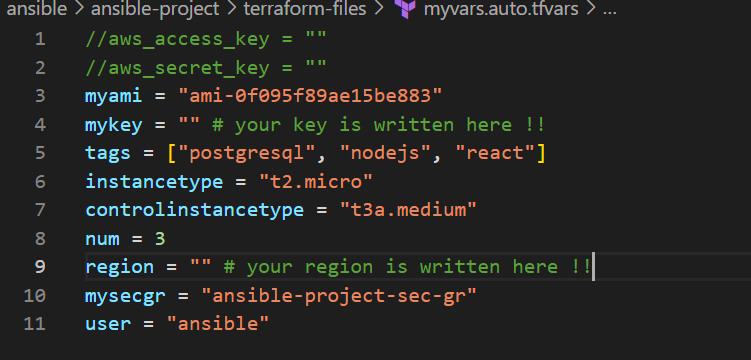 ansible > ansible-project > terraform-files > myvars.auto.tfvars > ...
1 //aws_access_key = ""
2 //aws_secret_key = ""
3 myami = "ami-0f095f89ae15be883"
4 mykey = "" # your key is written here !!
5 tags = ["postgresql", "nodejs", "react"]
6 instancetype = "t2.micro"
7 controlinstancetype = "t3a.medium"
8 num = 3
9 region = "" # your region is written here !!
10 mysecgr = "ansible-project-sec-gr"
11 user = "ansible"